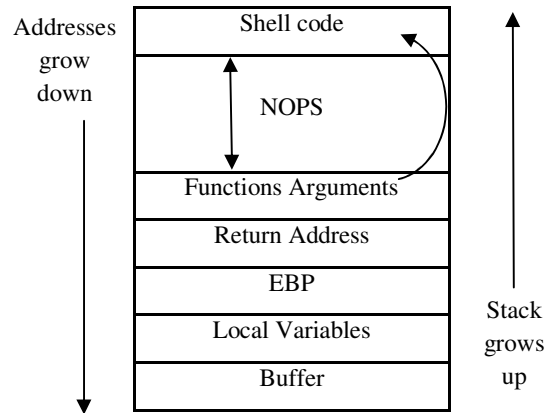 Addresses
grow
down
Shell code
NOPS
Functions Arguments
Return Address
EBP
Local Variables
Buffer
Stack
grows
up